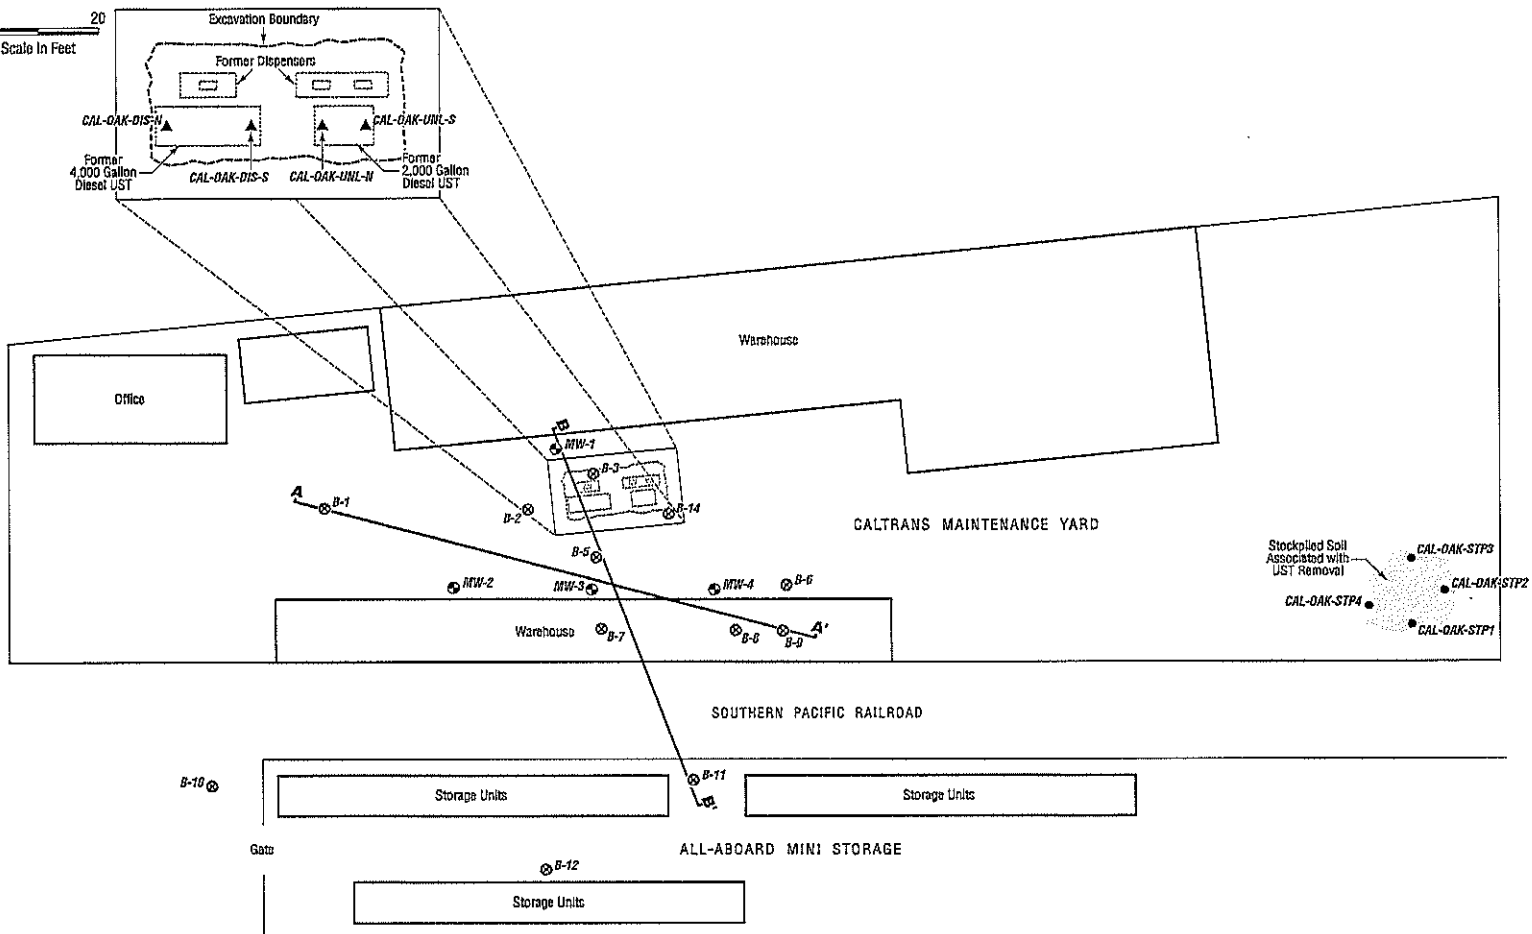 20
Scale In Feet
Excavation Boundary
Former Dispensers
CAL-OAK-DIS-N
CAL-OAK-UNL-S
Former
4,000 Gallon
Diesel UST
CAL-OAK-DIS-S
CAL-OAK-UNL-N
Former
2,000 Gallon
Diesel UST
Warehouse
Office
B
MW-1
B-3
A
B-1
B-2
B-14
CALTRANS MAINTENANCE YARD
B-5
Stockpiled Soil
Associated with
UST Removal
CAL-OAK-STP3
MW-2
MW-3
MW-4
B-6
CAL-OAK-STP2
CAL-OAK-STP4
Warehouse
B-7
B-8
B-9
A'
CAL-OAK-STP1
SOUTHERN PACIFIC RAILROAD
B-10
B-11
Storage Units
B'
Storage Units
Gate
ALL-ABOARD MINI STORAGE
B-12
Storage Units